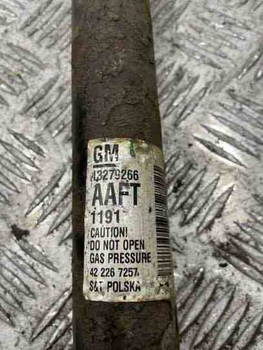 GM
13279266
AAFT
1191
CAUTION!
DO NOT OPEN
GAS PRESSURE
42 226 7257
S&T POLSKA